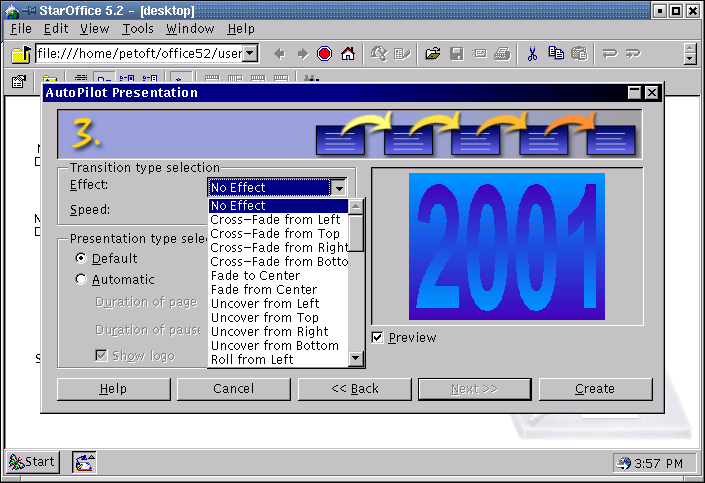 StarOffice 5.2 - [desktop]
File Edit View Tools Window Help
file:///home/petoft/office52/user
AutoPilot Presentation
3.
Transition type selection
Effect:
No Effect
Speed:
No Effect
Cross-Fade from Left
Cross-Fade from Top
Cross-Fade from Right
Cross-Fade from Botto
Fade to Center
Fade from Center
Uncover from Left
Uncover from Top
Uncover from Right
Uncover from Bottom
Roll from Left
Presentation type sele
Default
Automatic
Duration of page
Duration of pause
Show logo
2001
Preview
Help
Cancel
<< Back
Next >>
Create
Start
3:57 PM